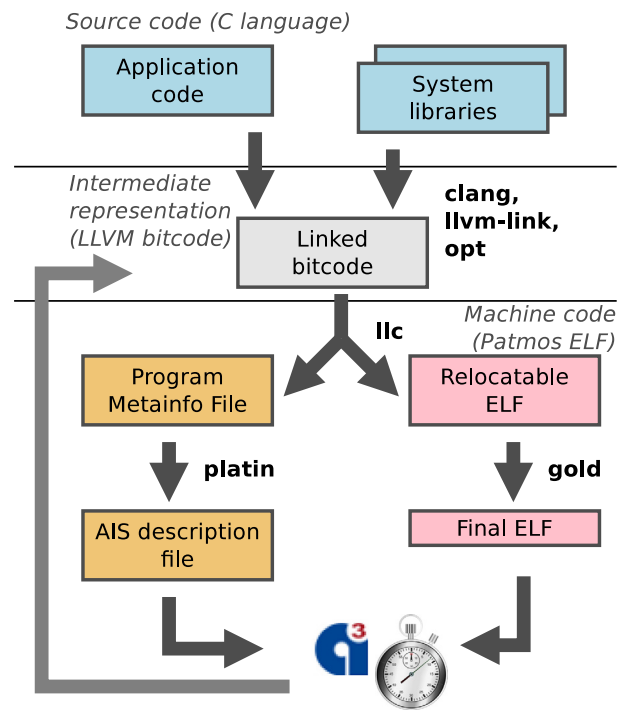 Source code (C language)
Application
code
System
libraries
Intermediate
representation
(LLVM bitcode)
clang,
llvm-link,
opt
Linked
bitcode
Machine code
(Patmos ELF)
llc
Program
Metainfo File
Relocatable
ELF
platin
gold
AIS description
file
Final ELF
a3